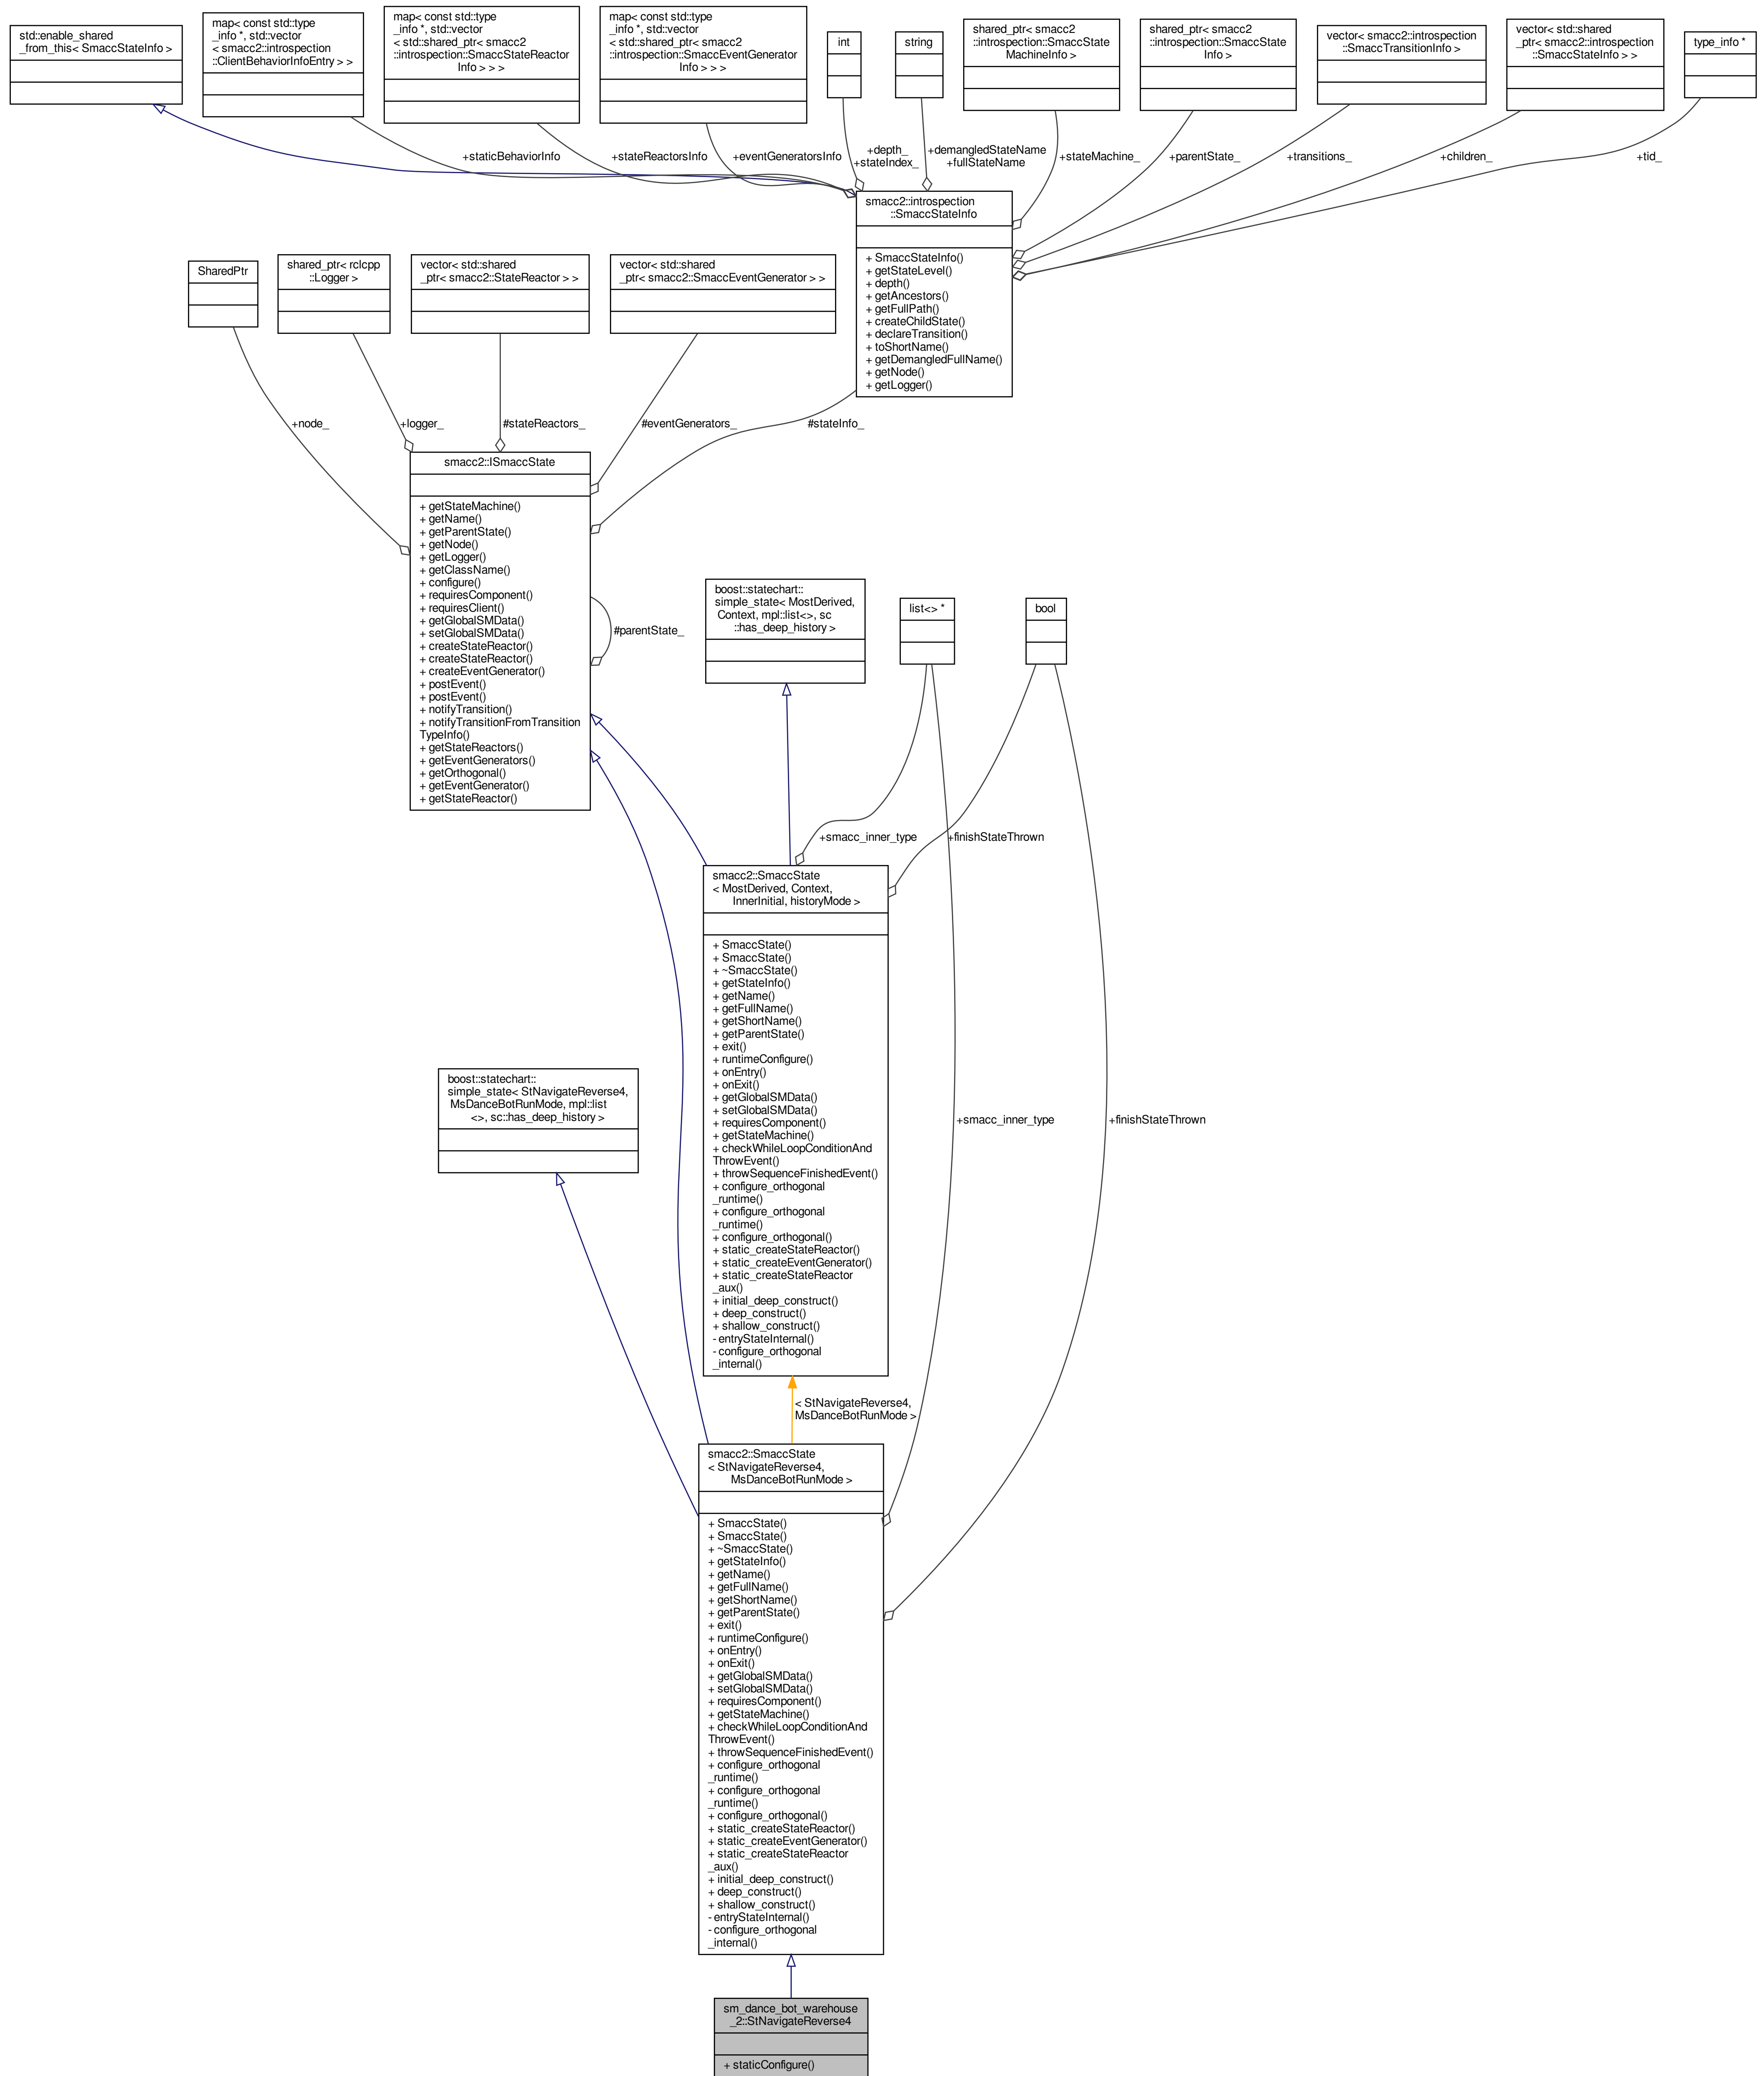 std::enable_shared
_from_this< SmaccStateInfo >
map< const std::type
_info *, std::vector
< smacc2::introspection
::ClientBehaviorInfoEntry > >
map< const std::type
_info *, std::vector
< std::shared_ptr< smacc2
::introspection::SmaccStateReactor
Info > > >
map< const std::type
_info *, std::vector
< std::shared_ptr< smacc2
::introspection::SmaccEventGenerator
Info > > >
int
string
shared_ptr< smacc2
::introspection::SmaccState
MachineInfo >
shared_ptr< smacc2
::introspection::SmaccState
Info >
vector< smacc2::introspection
::SmaccTransitionInfo >
vector< std::shared
_ptr< smacc2::introspection
::SmaccStateInfo > >
type_info *
+staticBehaviorInfo
+stateReactorsInfo
+eventGeneratorsInfo
+depth_
+stateIndex_
+demangledStateName
+fullStateName
+stateMachine_
+parentState_
+transitions_
+children_
+tid_
smacc2::introspection
::SmaccStateInfo
+ SmaccStateInfo()
+ getStateLevel()
+ depth()
+ getAncestors()
+ getFullPath()
+ createChildState()
+ declareTransition()
+ toShortName()
+ getDemangledFullName()
+ getNode()
+ getLogger()
SharedPtr
shared_ptr< rclcpp
::Logger >
vector< std::shared
_ptr< smacc2::StateReactor > >
vector< std::shared
_ptr< smacc2::SmaccEventGenerator > >
+node_
+logger_
#stateReactors_
#eventGenerators_
#stateInfo_
smacc2::ISmaccState
+ getStateMachine()
+ getName()
+ getParentState()
+ getNode()
+ getLogger()
+ getClassName()
+ configure()
+ requiresComponent()
+ requiresClient()
+ getGlobalSMData()
+ setGlobalSMData()
+ createStateReactor()
+ createStateReactor()
+ createEventGenerator()
+ postEvent()
+ postEvent()
+ notifyTransition()
+ notifyTransitionFromTransition
TypeInfo()
+ getStateReactors()
+ getEventGenerators()
+ getOrthogonal()
+ getEventGenerator()
+ getStateReactor()
#parentState_
boost::statechart::
simple_state< MostDerived,
Context, mpl::list<>, sc
::has_deep_history >
list<> *
bool
+smacc_inner_type
+finishStateThrown
smacc2::SmaccState
< MostDerived, Context,
InnerInitial, historyMode >
+ SmaccState()
+ SmaccState()
+ ~SmaccState()
+ getStateInfo()
+ getName()
+ getFullName()
+ getShortName()
+ getParentState()
+ exit()
+ runtimeConfigure()
+ onEntry()
+ onExit()
+ getGlobalSMData()
+ setGlobalSMData()
+ requiresComponent()
+ getStateMachine()
+ checkWhileLoopConditionAnd
ThrowEvent()
+ throwSequenceFinishedEvent()
+ configure_orthogonal
_runtime()
+ configure_orthogonal
_runtime()
+ configure_orthogonal()
+ static_createStateReactor()
+ static_createEventGenerator()
+ static_createStateReactor
_aux()
+ initial_deep_construct()
+ deep_construct()
+ shallow_construct()
- entryStateInternal()
- configure_orthogonal
_internal()
boost::statechart::
simple_state< StNavigateReverse4,
MsDanceBotRunMode, mpl::list
<>, sc::has_deep_history >
+smacc_inner_type
+finishStateThrown
< StNavigateReverse4,
MsDanceBotRunMode >
smacc2::SmaccState
< StNavigateReverse4,
MsDanceBotRunMode >
+ SmaccState()
+ SmaccState()
+ ~SmaccState()
+ getStateInfo()
+ getName()
+ getFullName()
+ getShortName()
+ getParentState()
+ exit()
+ runtimeConfigure()
+ onEntry()
+ onExit()
+ getGlobalSMData()
+ setGlobalSMData()
+ requiresComponent()
+ getStateMachine()
+ checkWhileLoopConditionAnd
ThrowEvent()
+ throwSequenceFinishedEvent()
+ configure_orthogonal
_runtime()
+ configure_orthogonal
_runtime()
+ configure_orthogonal()
+ static_createStateReactor()
+ static_createEventGenerator()
+ static_createStateReactor
_aux()
+ initial_deep_construct()
+ deep_construct()
+ shallow_construct()
- entryStateInternal()
- configure_orthogonal
_internal()
sm_dance_bot_warehouse
_2::StNavigateReverse4
+ staticConfigure()